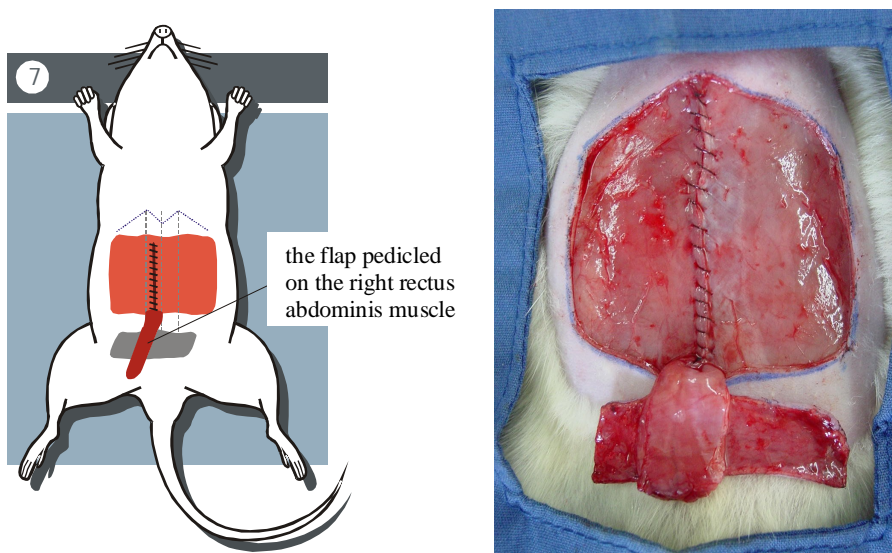 7
the flap pedicled
on the right rectus
abdominis muscle